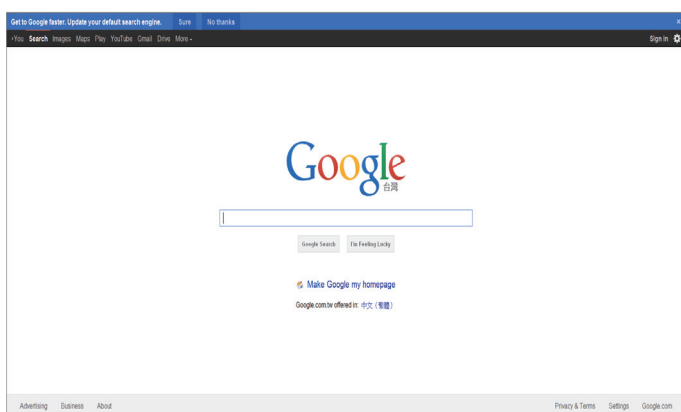 Get to Google faster. Update your default search engine. Sure No thanks ×
+You Search Images Maps Play YouTube Gmail Drive More Sign in
Google
台灣
Google Search I'm Feeling Lucky
Make Google my homepage
Google.com.tw offered in: 中文（繁體）
Advertising Business About Privacy & Terms Settings Google.com